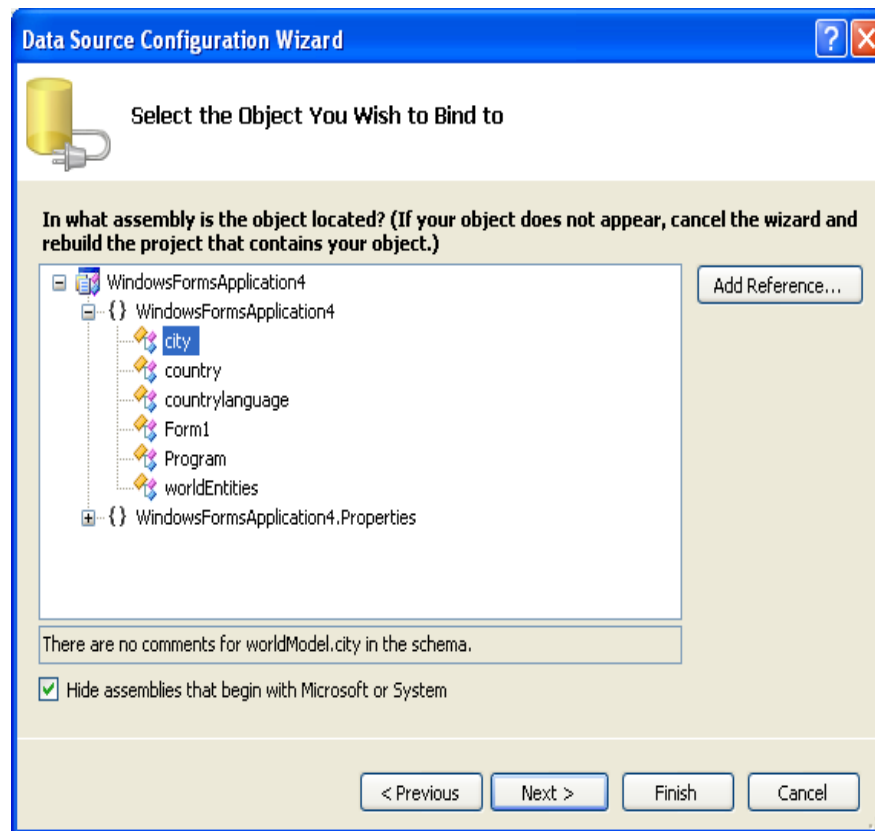 Data Source Configuration Wizard
Select the Object You Wish to Bind to
In what assembly is the object located? (If your object does not appear, cancel the wizard and
rebuild the project that contains your object.)
WindowsFormsApplication4
Add Reference...
{} WindowsFormsApplication4
city
country
countrylanguage
Form1
Program
worldEntities
{} WindowsFormsApplication4.Properties
There are no comments for worldModel.city in the schema.
Hide assemblies that begin with Microsoft or System
< Previous Next > Finish Cancel